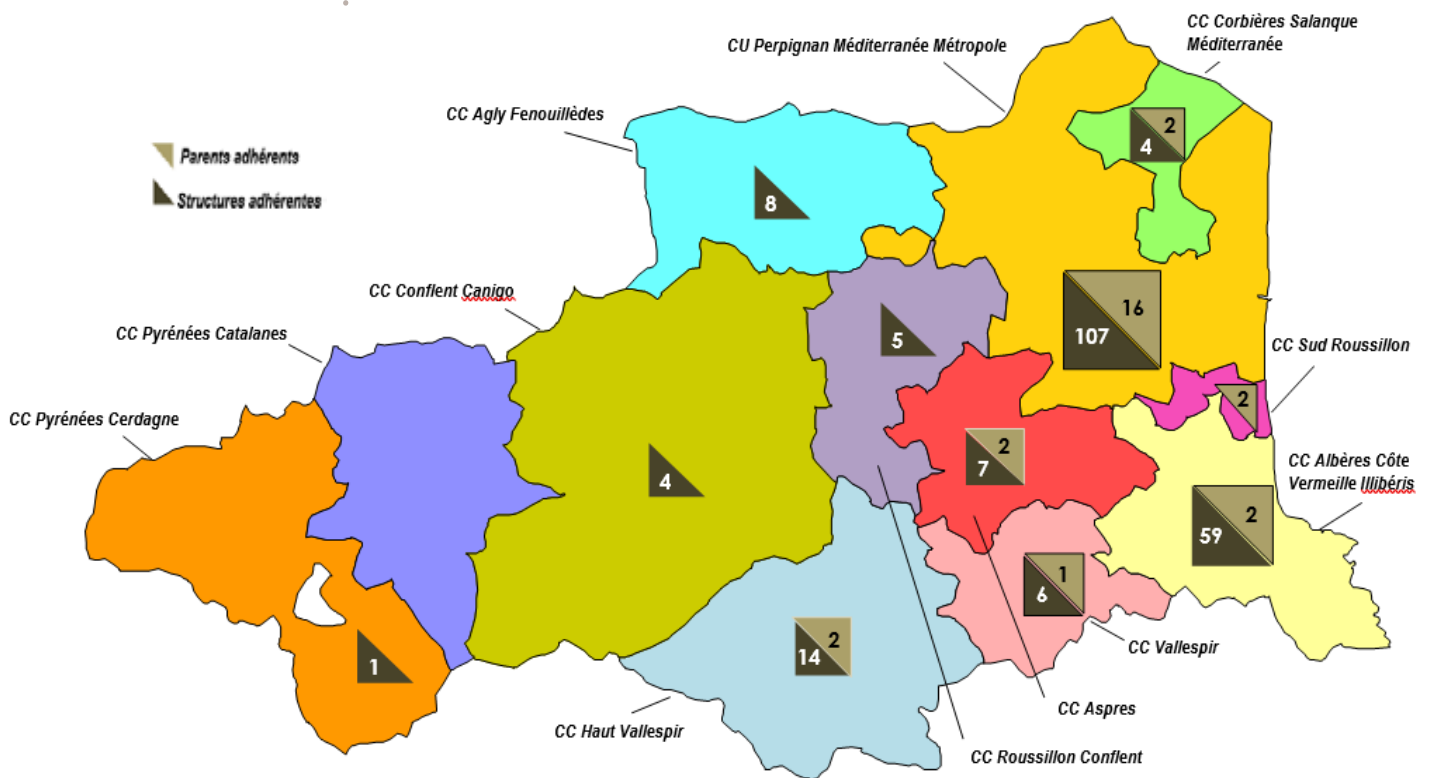 CC Corbières Salanque
Méditerranée
CU Perpignan Méditerranée Métropole
CC Agly Fenouillèdes
2
4
Parents adhérents
Structures adhérentes
8
CC Conflent Canigo
16
107
CC Pyrénées Catalanes
5
CC Sud Roussillon
2
CC Pyrénées Cerdagne
2
7
4
CC Albères Côte
Vermeille Illibéris
2
59
1
6
2
14
1
CC Vallespir
CC Aspres
CC Haut Vallespir
CC Roussillon Conflent